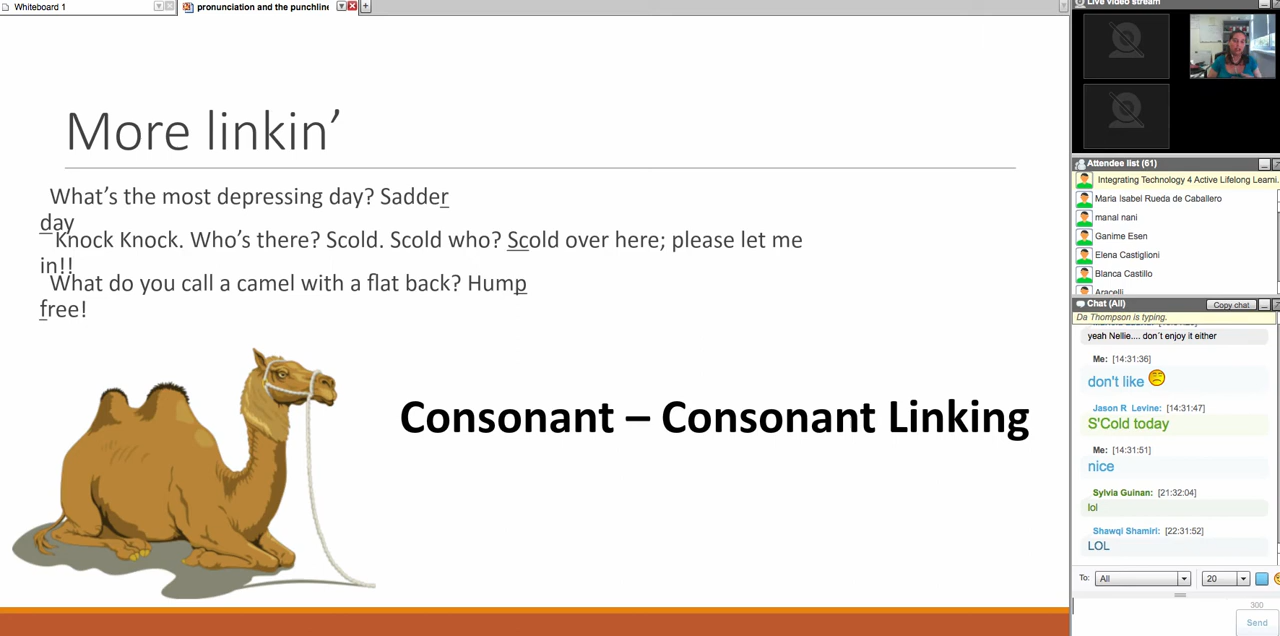 Whiteboard 1
pronunciation and the punchline
More linkin’
What’s the most depressing day? Sadder
day
Knock Knock. Who’s there? Scold. Scold who? Scold over here; please let me
in!!
What do you call a camel with a flat back? Hump
free!
Consonant – Consonant Linking
Live video stream
Attendee list (61)
Integrating Technology 4 Active Lifelong Learni.
Maria Isabel Rueda de Caballero
manal nani
Ganime Esen
Elena Castiglioni
Blanca Castillo
Araceli
Chat (All)
Copy chat
Da Thompson is typing.
yeah Nellie.... don´t enjoy it either
Me: [14:31:36]
don't like
Jason R Levine: [14:31:47]
S'Cold today
Me: [14:31:51]
nice
Sylvia Guinan: [21:32:04]
lol
Shawqi Shamiri: [22:31:52]
LOL
To: All 20
300
Send